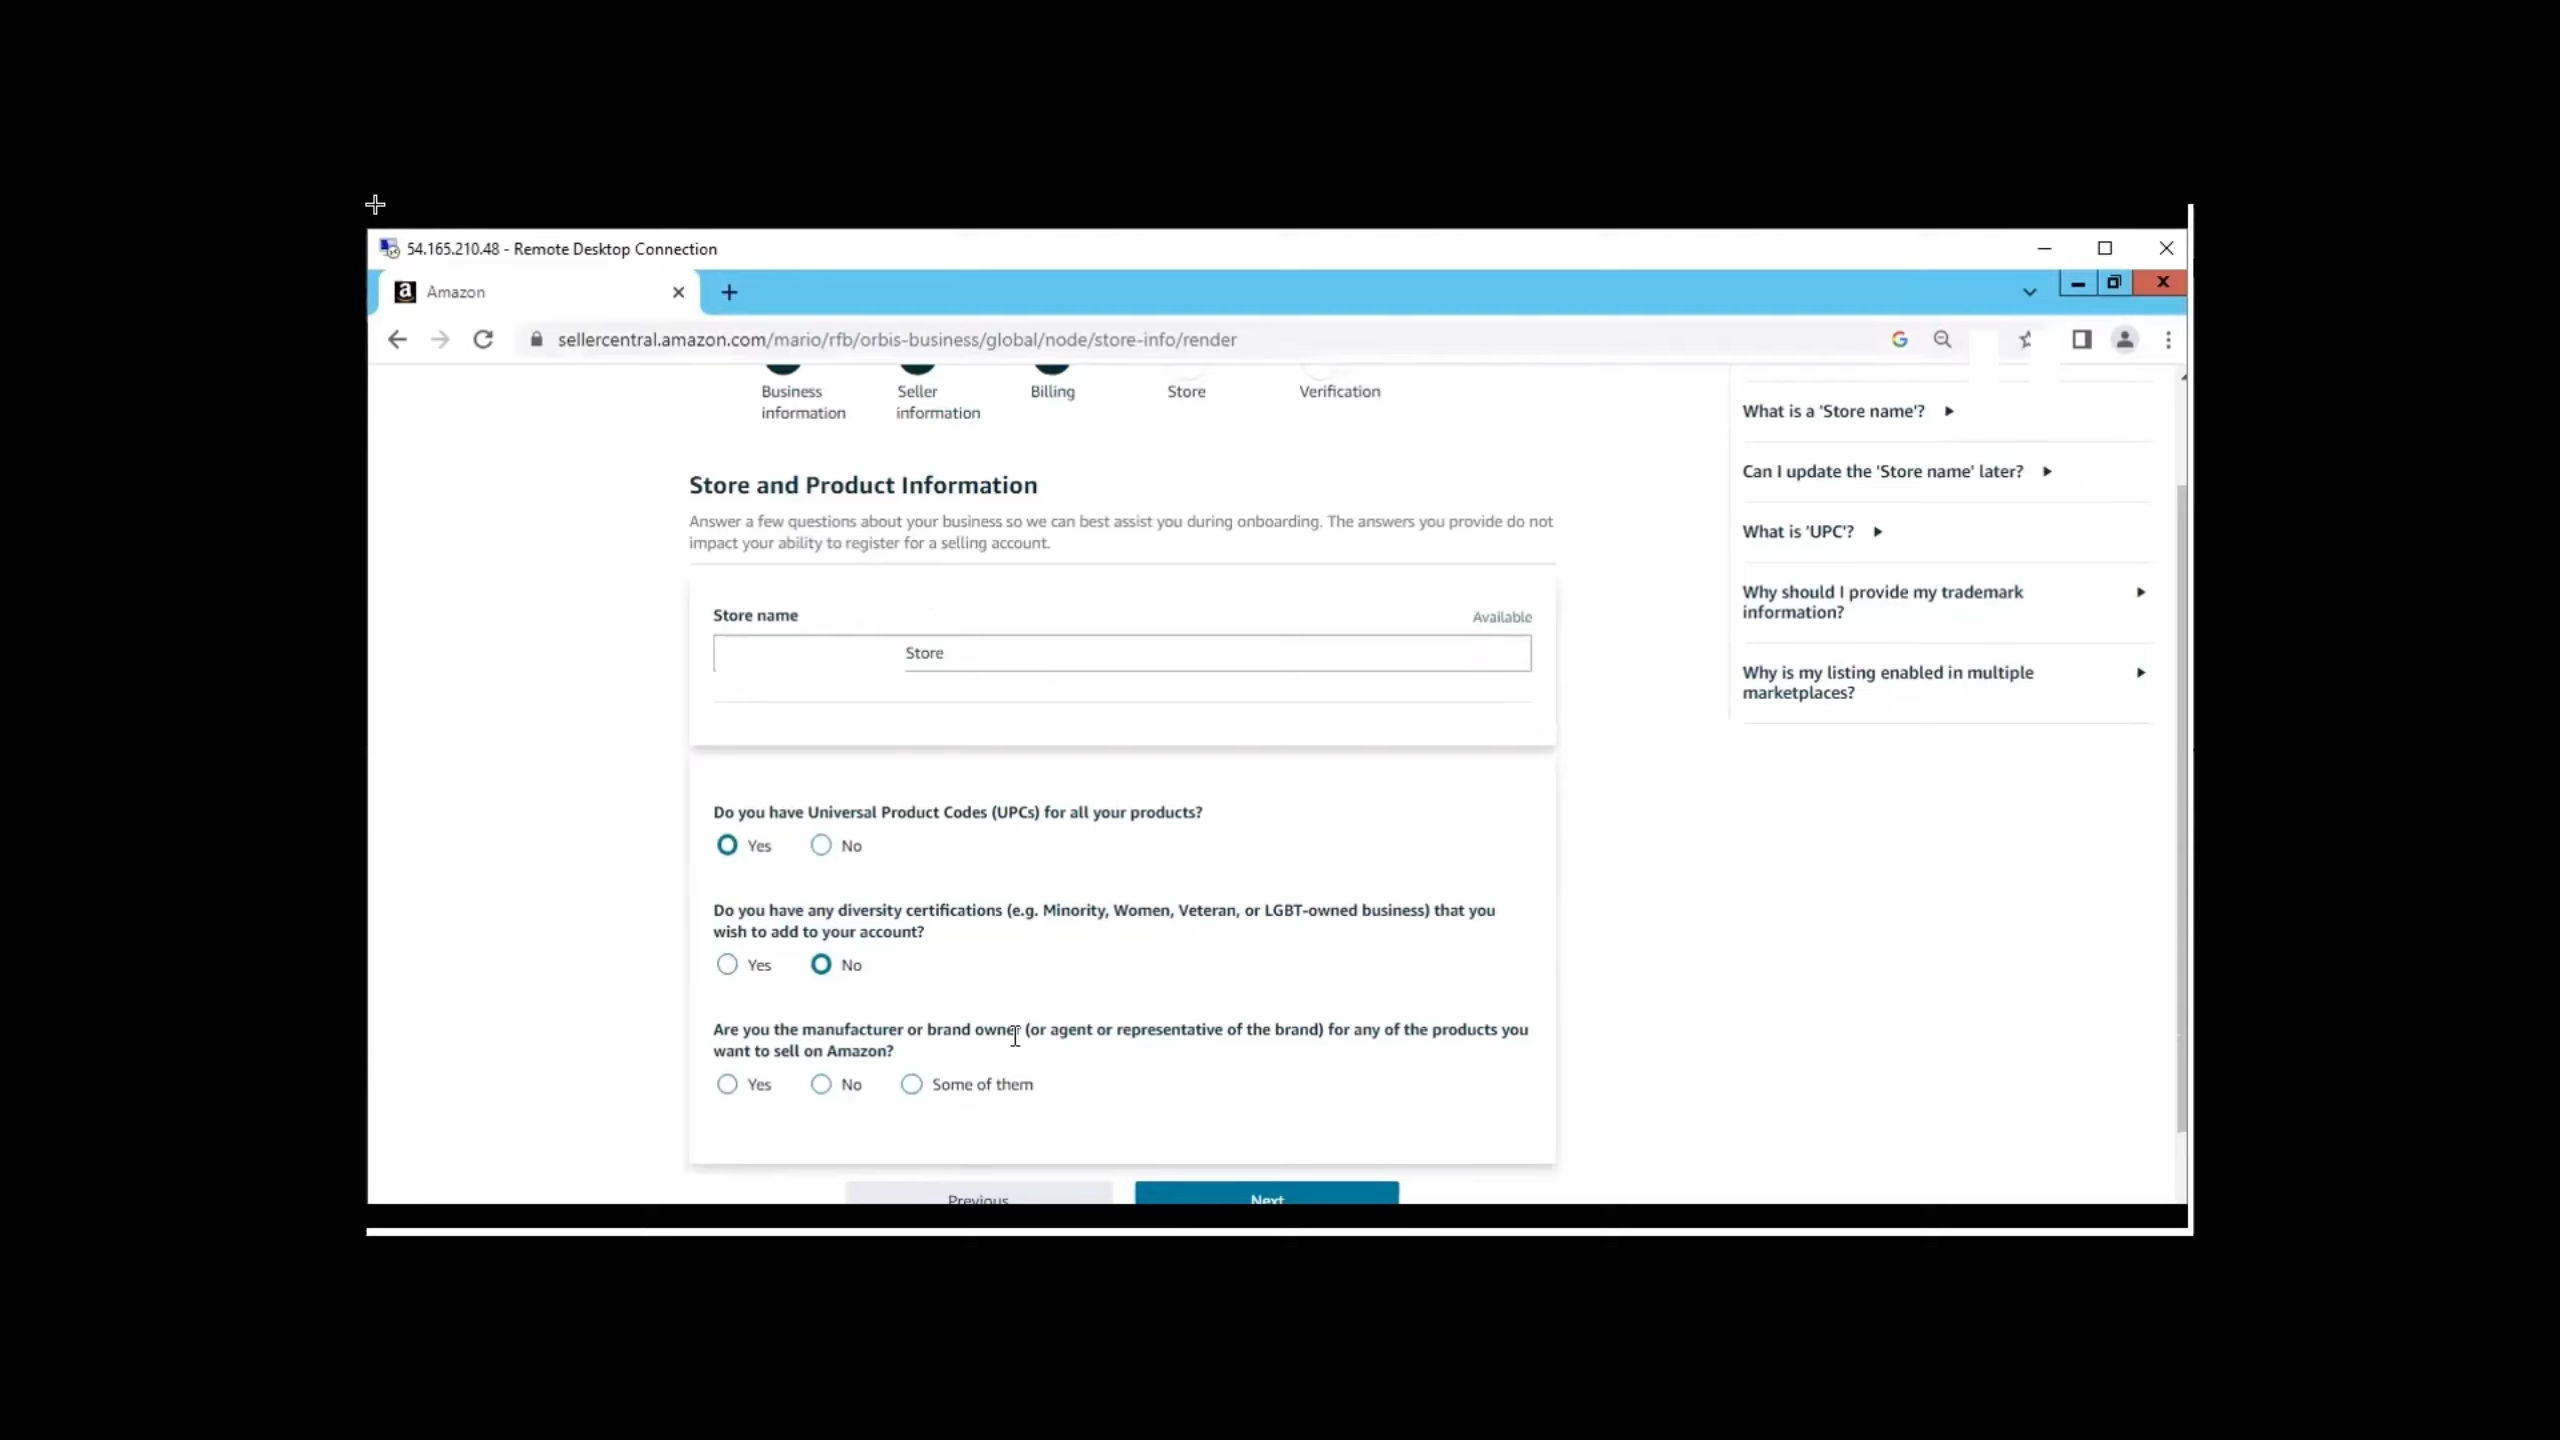 54.165.210.48 - Remote Desktop Connection
Amazon
sellercentral.amazon.com/mario/rfb/orbis-business/global/node/store-info/render
Business information
Seller information
Billing
Store
Verification
Store and Product Information
Answer a few questions about your business so we can best assist you during onboarding. The answers you provide do not
impact your ability to register for a selling account.
Store name
Available
Store
Do you have Universal Product Codes (UPCs) for all your products?
Yes No
Do you have any diversity certifications (e.g. Minority, Women, Veteran, or LGBT-owned business) that you
wish to add to your account?
Yes No
Are you the manufacturer or brand owner (or agent or representative of the brand) for any of the products you
want to sell on Amazon?
Yes No Some of them
Previous
Next
What is a 'Store name'?
Can I update the 'Store name' later?
What is 'UPC'?
Why should I provide my trademark
information?
Why is my listing enabled in multiple
marketplaces?